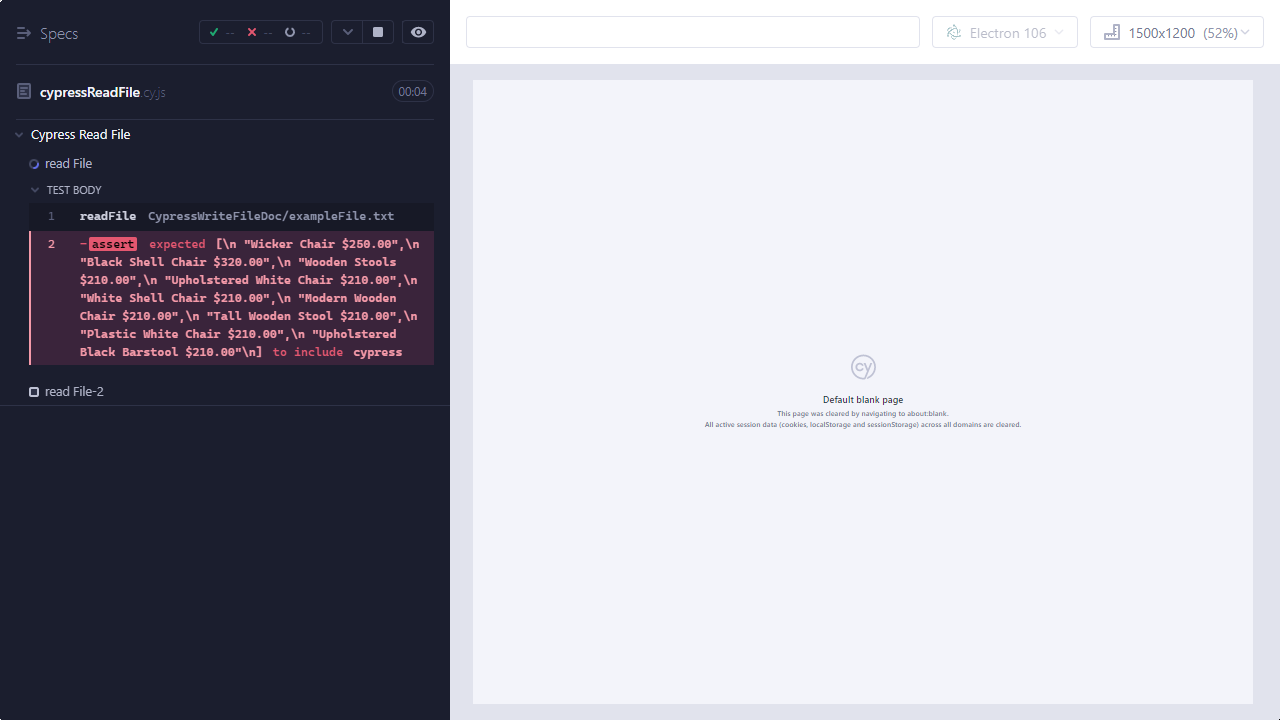 Specs
-- -- --
cypressReadFile.cy.js
00:04
Cypress Read File
read File
TEST BODY
1 readFile CypressWriteFileDoc/exampleFile.txt
2 -assert expected [\n "Wicker Chair $250.00",\n
"Black Shell Chair $320.00",\n "Wooden Stools
$210.00",\n "Upholstered White Chair $210.00",\n
"White Shell Chair $210.00",\n "Modern Wooden
Chair $210.00",\n "Tall Wooden Stool $210.00",\n
"Plastic White Chair $210.00",\n "Upholstered
Black Barstool $210.00"\n] to include cypress
read File-2
Electron 106
1500x1200 (52%)
cy
Default blank page
This page was cleared by navigating to about:blank.
All active session data (cookies, localStorage and sessionStorage) across all domains are cleared.